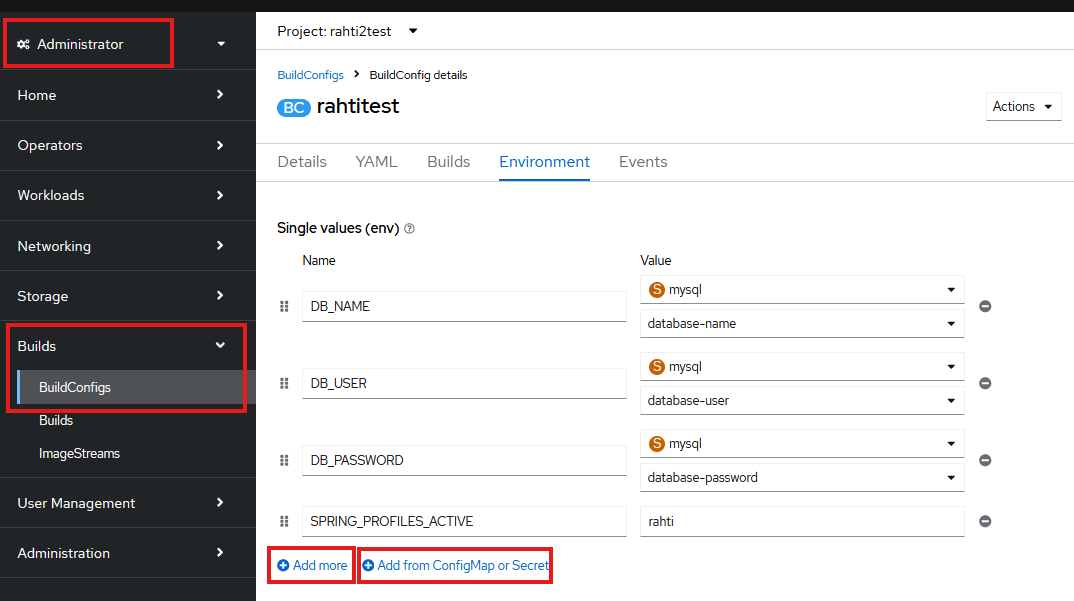 Administrator
Home
Operators
Workloads
Networking
Storage
Builds
BuildConfigs
Builds
ImageStreams
User Management
Administration
Project: rahti2test
BuildConfigs BuildConfig details
BC rahtitest
Actions
Details YAML Builds Environment Events
Single values (env)
Name Value
DB_NAME S mysql
database-name
DB_USER S mysql
database-user
DB_PASSWORD S mysql
database-password
SPRING_PROFILES_ACTIVE rahti
Add more Add from ConfigMap or Secret